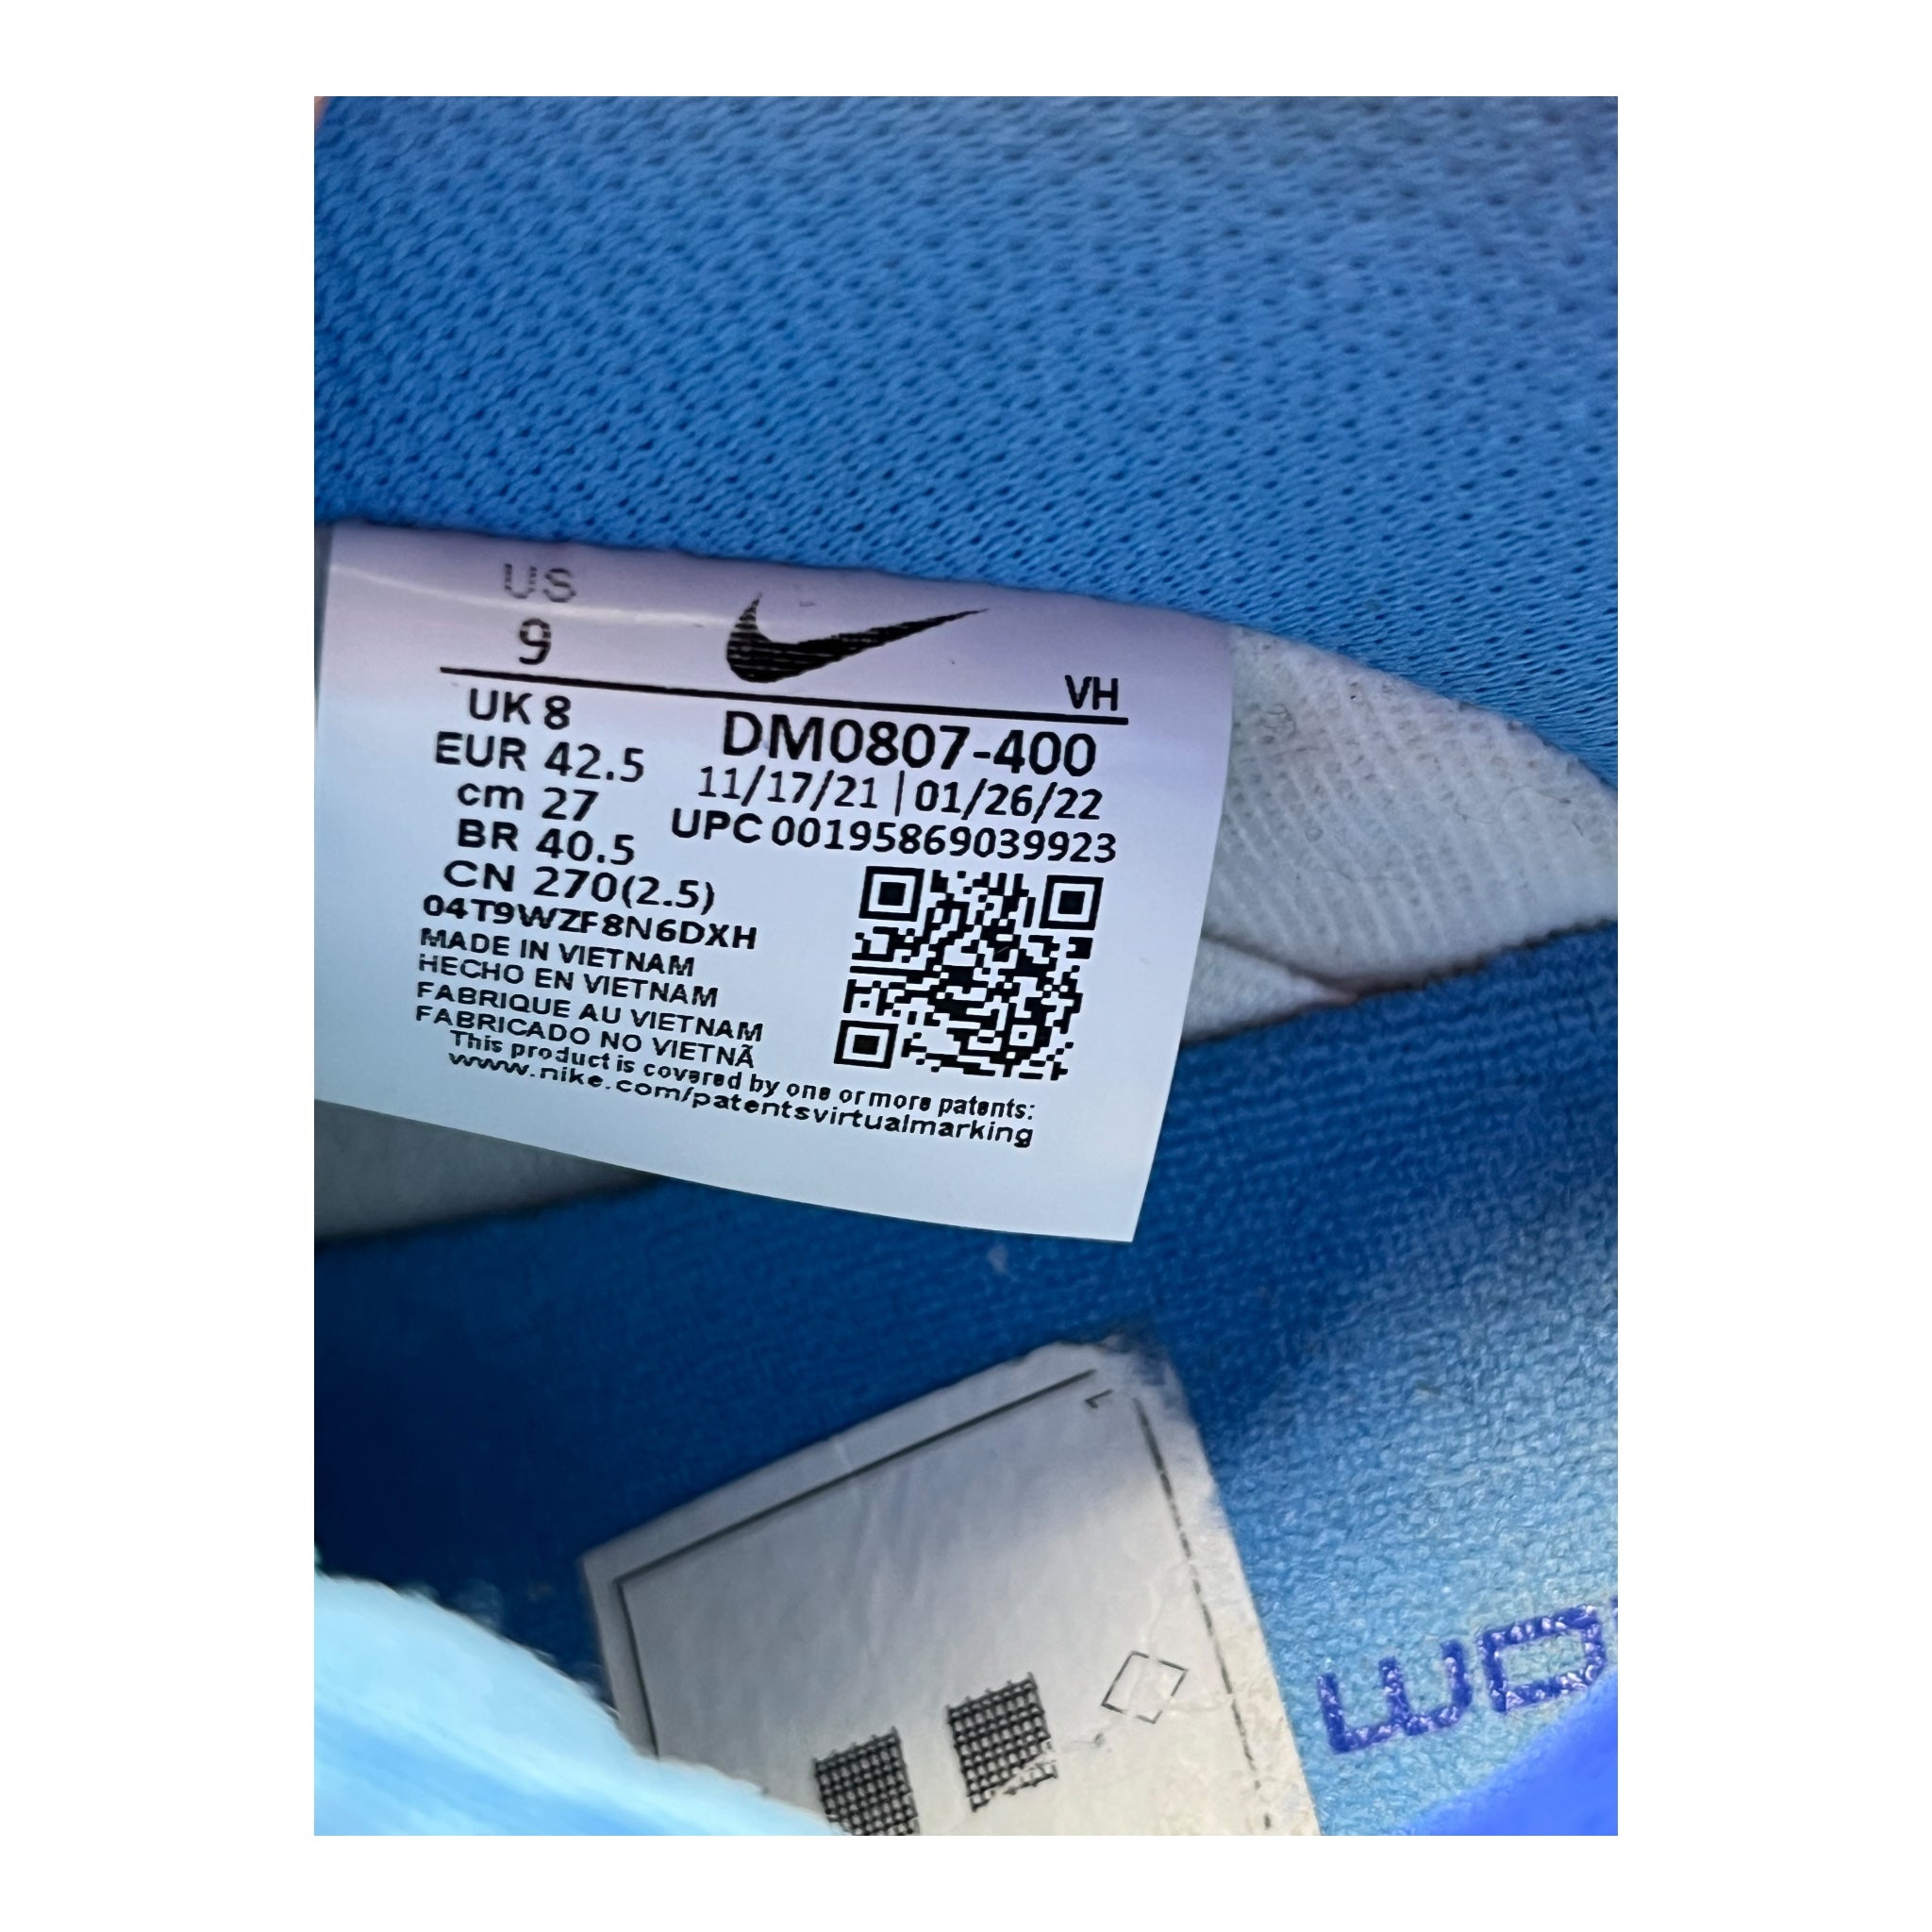 US
9
VH
UK 8
EUR 42.5
cm 27
BR 40.5
CN 270(2.5)
DM0807-400
11/17/21 | 01/26/22
UPC 00195869039923
04T9WZF8N6DXH
MADE IN VIETNAM
HECHO EN VIETNAM
FABRIQUE AU VIETNAM
FABRICADO NO VIETNÃ
This product is covered by one or more patents:
www.nike.com/patentsvirtualmarking